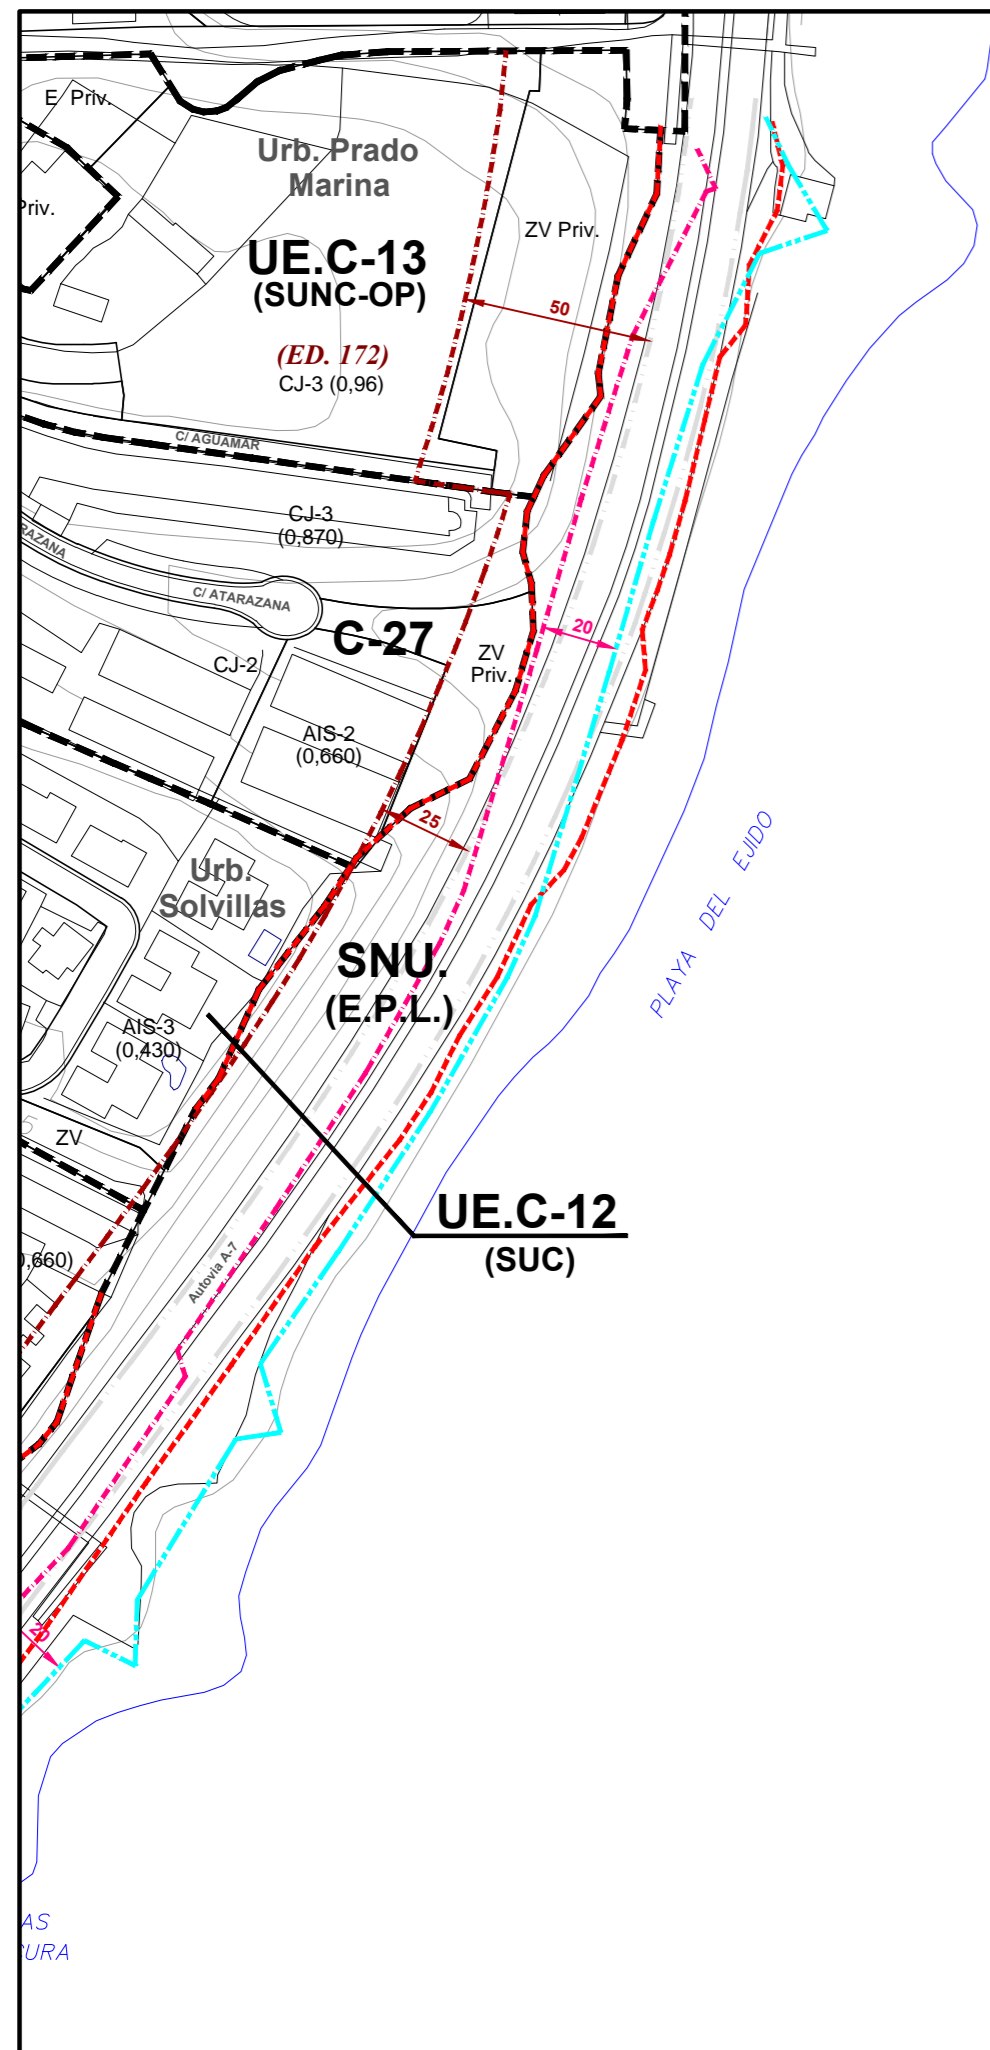 E Priv.
Urb. Prado
Marina
Priv.
ZV Priv.
UE.C-13
(SUNC-OP)
50
(ED. 172)
CJ-3 (0,96)
C/ AGUAMAR
CJ-3
(0,870)
RAZANA
C/ ATARAZANA
C-27
20
CJ-2
ZV
Priv.
AIS-2
(0,660)
25
PLAYA DEL EJIDO
Urb.
Solvillas
SNU.
(E.P.L.)
AIS-3
(0,430)
5
ZV
UE.C-12
(SUC)
0,660)
Autovia A-7
20
AS
URA